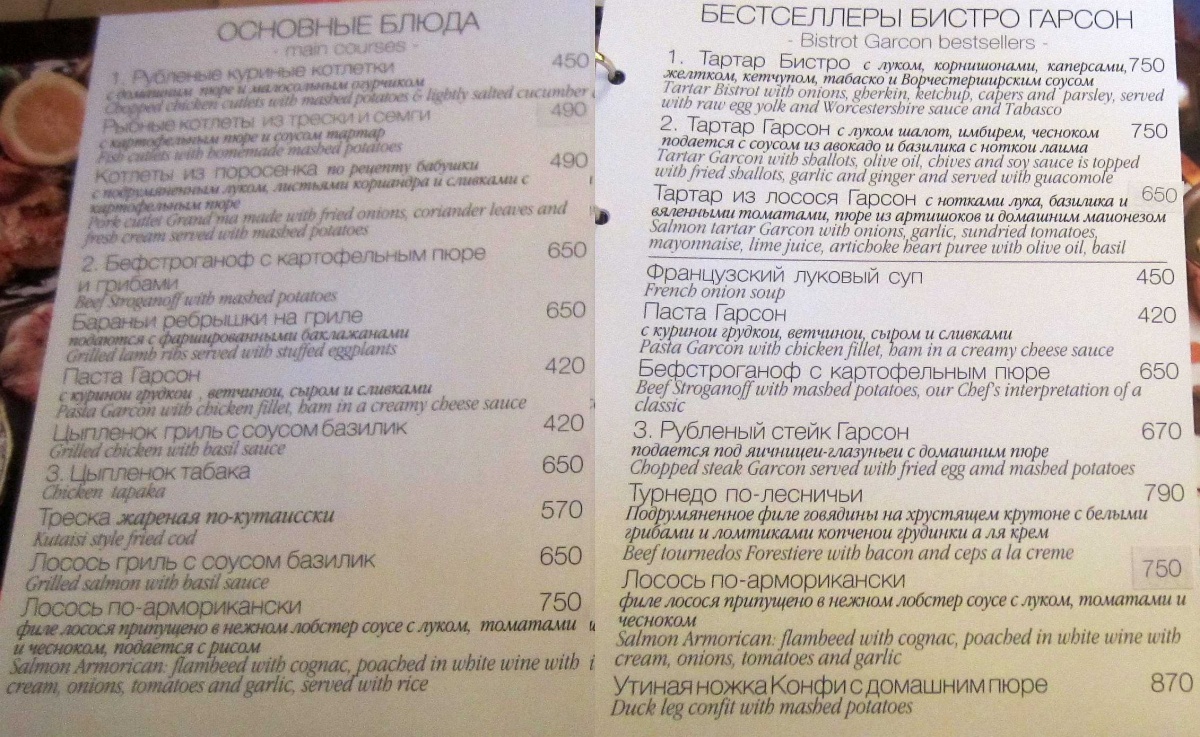 ОСНОВНЫЕ БЛЮДА
- main courses -
1. Рубленые куриные котлетки 450
с домашним пюре и малосольным огурчиком
Chopped chicken cutlets with mashed potatoes & lightly salted cucumber
Рыбные котлеты из трески и семги 490
с картофельным пюре и соусом тартар
Fish cutlets with homemade mashed potatoes
Котлеты из поросенка по рецепту бабушки 490
с подрумяненным луком, листьями кориандра и сливками с
картофельным пюре
Pork cutlet Grand'ma made with fried onions, coriander leaves and
fresh cream served with mashed potatoes
2. Бефстроганоф с картофельным пюре 650
и грибами
Beef Stroganoff with mashed potatoes
Бараньи ребрышки на гриле 650
подаются с фаршированными баклажанами
Grilled lamb ribs served with stuffed eggplants
Паста Гарсон 420
с куриной грудкой , ветчиной, сыром и сливками
Pasta Garcon with chicken fillet, ham in a creamy cheese sauce
Цыпленок гриль с соусом базилик 420
Grilled chicken with basil sauce
3. Цыпленок табака 650
Chicken tapaka
Треска жареная по-кутаисски 570
Kutaisi style fried cod
Лосось гриль с соусом базилик 650
Grilled salmon with basil sauce
Лосось по-арморикански 750
филе лосося припущено в нежном лобстер соусе с луком, томатами
и чесноком, подается с рисом
Salmon Armorican: flambeed with cognac, poached in white wine with
cream, onions, tomatoes and garlic, served with rice
БЕСТСЕЛЛЕРЫ БИСТРО ГАРСОН
- Bistrot Garcon bestsellers -
1. Тартар Бистро с луком, корнишонами, каперсами, 750
желтком, кетчупом, табаско и Ворчестерширским соусом
Tartar Bistrot with onions, gherkin, ketchup, capers and parsley, served
with raw egg yolk and Worcestershire sauce and Tabasco
2. Тартар Гарсон с луком шалот, имбирем, чесноком 750
подается с соусом из авокадо и базилика с ноткой лайма
Tartar Garcon with shallots, olive oil, chives and soy sauce is topped
with fried shallots, garlic and ginger and served with guacomole
Тартар из лосося Гарсон с нотками лука, базилика и 650
вяленными томатами, пюре из артишоков и домашним майонезом
Salmon tartar Garcon with onions, garlic, sundried tomatoes,
mayonnaise, lime juice, artichoke heart puree with olive oil, basil
Французский луковый суп 450
French onion soup
Паста Гарсон 420
с куриной грудкой, ветчиной, сыром и сливками
Pasta Garcon with chicken fillet, ham in a creamy cheese sauce
Бефстроганоф с картофельным пюре 650
Beef Stroganoff with mashed potatoes, our Chef's interpretation of a
classic
3. Рубленый стейк Гарсон 670
подается под яичницей-глазуньей с домашним пюре
Chopped steak Garcon served with fried egg amd mashed potatoes
Турнедо по-лесничьи 790
Подрумяненное филе говядины на хрустящем крутоне с белыми
грибами и ломтиками копченой грудинки а ля крем
Beef tournedos Forestiere with bacon and ceps a la creme
Лосось по-арморикански 750
филе лосося припущено в нежном лобстер соусе с луком, томатами и
чесноком
Salmon Armorican: flambeed with cognac, poached in white wine with
cream, onions, tomatoes and garlic
Утиная ножка Конфи с домашним пюре 870
Duck leg confit with mashed potatoes